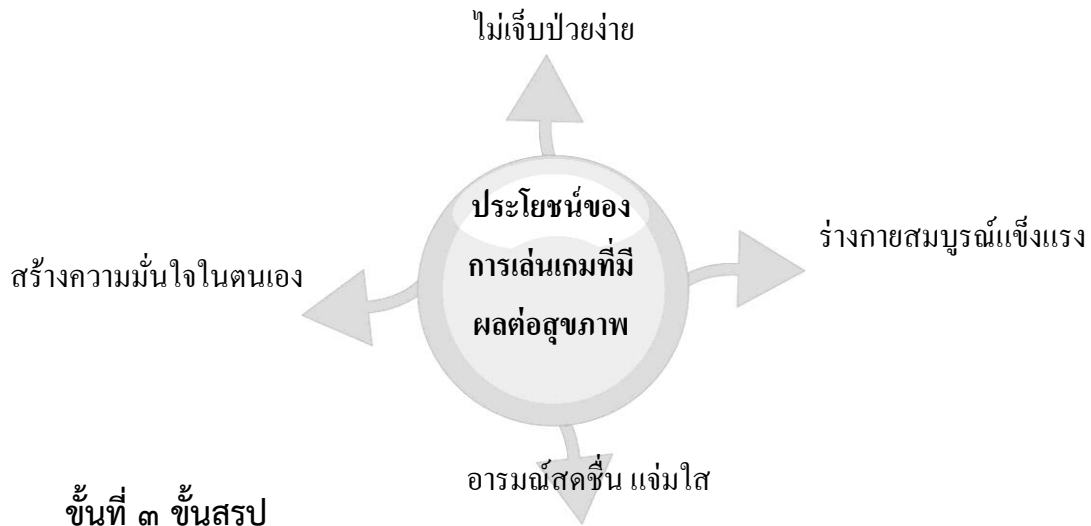 ไม่เจ็บป่วยง่าย
ประโยชน์ของ
การเล่นเกมที่มี
ผลต่อสุขภาพ
ร่างกายสมบูรณ์แข็งแรง
สร้างความมั่นใจในตนเอง
อารมณ์สดชื่น แจ่มใส
ขั้นที่ ๓ ขั้นสรุป